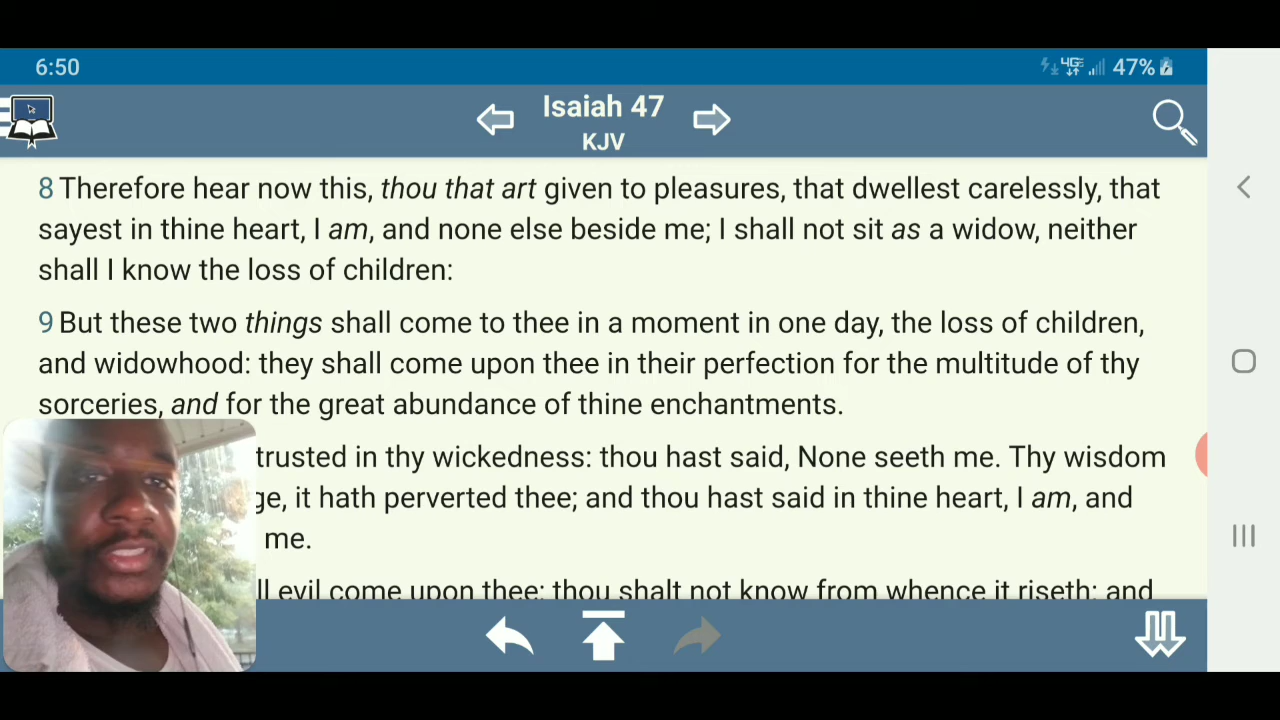 6:50
4G 47%
Isaiah 47
KJV
8 Therefore hear now this, thou that art given to pleasures, that dwellest carelessly, that
sayest in thine heart, I am, and none else beside me; I shall not sit as a widow, neither
shall I know the loss of children:
9 But these two things shall come to thee in a moment in one day, the loss of children,
and widowhood: they shall come upon thee in their perfection for the multitude of thy
sorceries, and for the great abundance of thine enchantments.
trusted in thy wickedness: thou hast said, None seeth me. Thy wisdom
ge, it hath perverted thee; and thou hast said in thine heart, I am, and
me.
ll evil come upon thee; thou shalt not know from whence it riseth: and